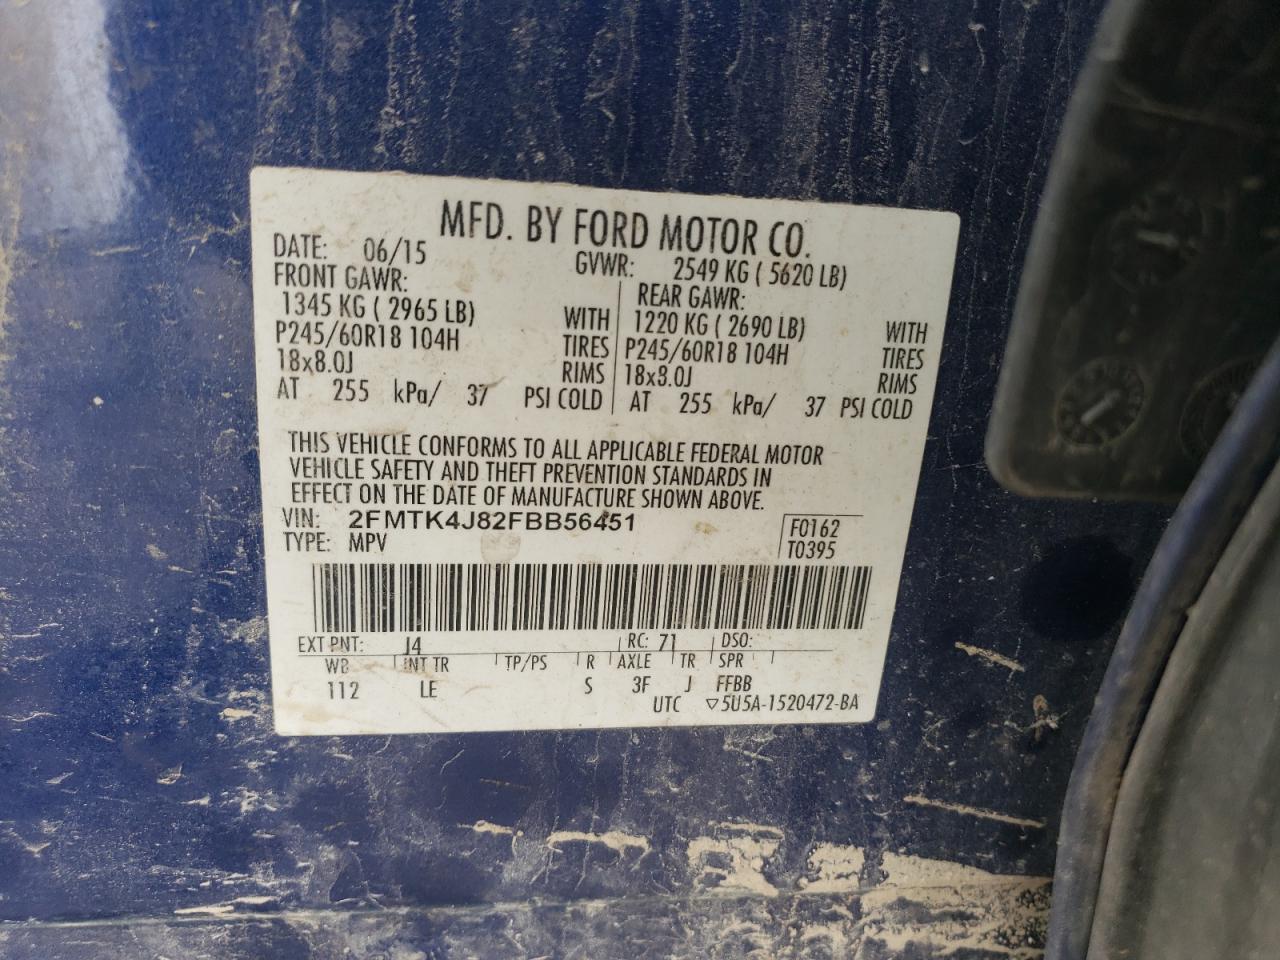 MFD. BY FORD MOTOR CO.
DATE: 06/15 GVWR: 2549 KG ( 5620 LB)
FRONT GAWR: REAR GAWR:
1345 KG ( 2965 LB) WITH 1220 KG ( 2690 LB) WITH
P245/60R18 104H TIRES P245/60R18 104H TIRES
18x8.0J RIMS 18x8.0J RIMS
AT 255 kPa/ 37 PSI COLD AT 255 kPa/ 37 PSI COLD
THIS VEHICLE CONFORMS TO ALL APPLICABLE FEDERAL MOTOR
VEHICLE SAFETY AND THEFT PREVENTION STANDARDS IN
EFFECT ON THE DATE OF MANUFACTURE SHOWN ABOVE.
VIN: 2FMTK4J82FBB56451 F0162
TYPE: MPV T0395
EXT PNT: J4 RC: 71 DSO:
WB INT TR TP/PS R AXLE TR SPR
112 LE S 3F J FFBB
UTC ▽5U5A-1520472-BA